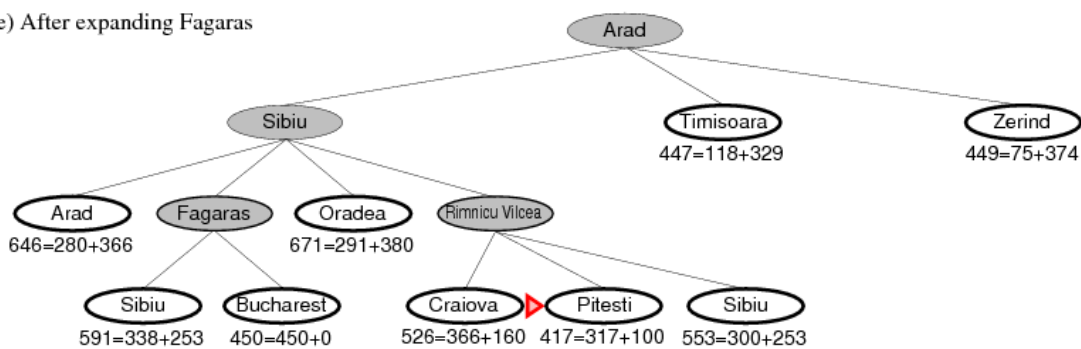 e) After expanding Fagaras
Arad
Sibiu
Timisoara
Zerind
447=118+329
449=75+374
Arad
Fagaras
Oradea
Rimnicu Vilcea
646=280+366
671=291+380
Sibiu
Bucharest
Craiova
Pitesti
Sibiu
591=338+253
450=450+0
526=366+160
417=317+100
553=300+253